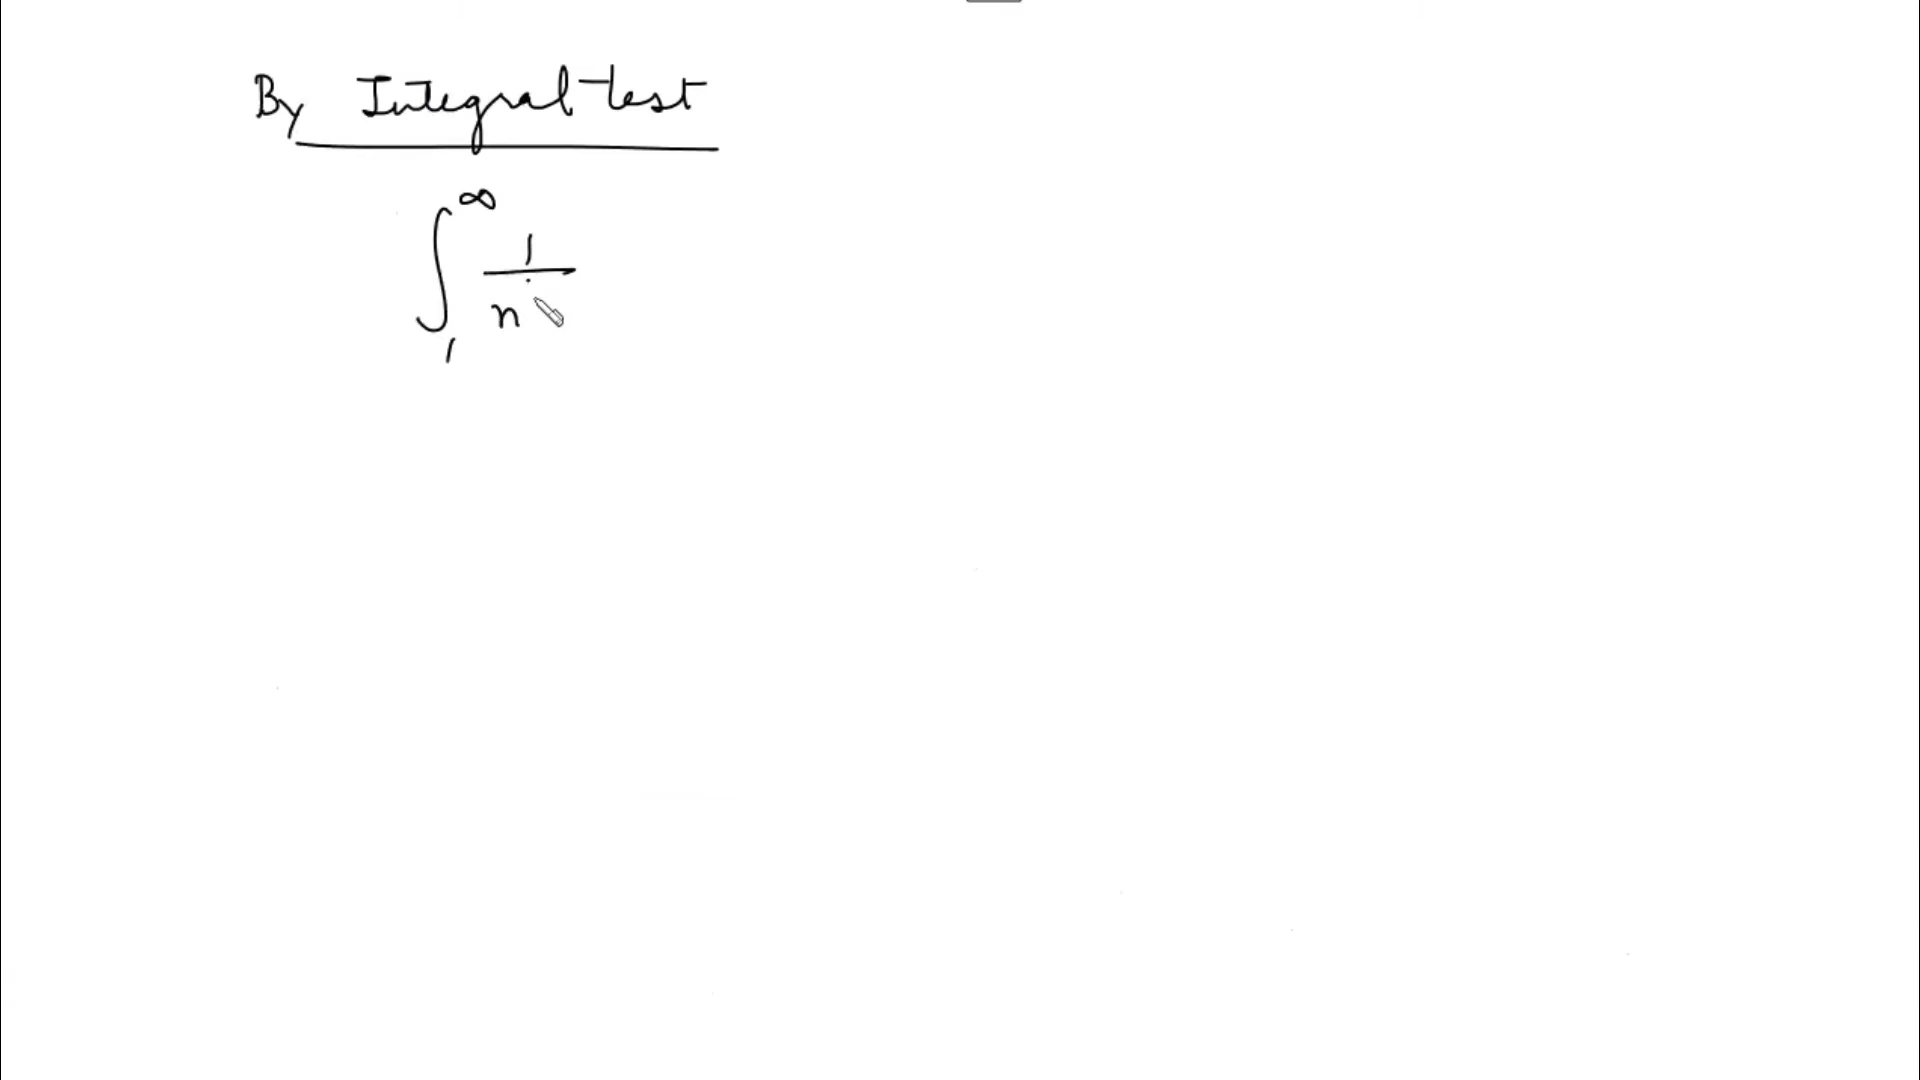 By Integral test
∫₁^∞ 1/n